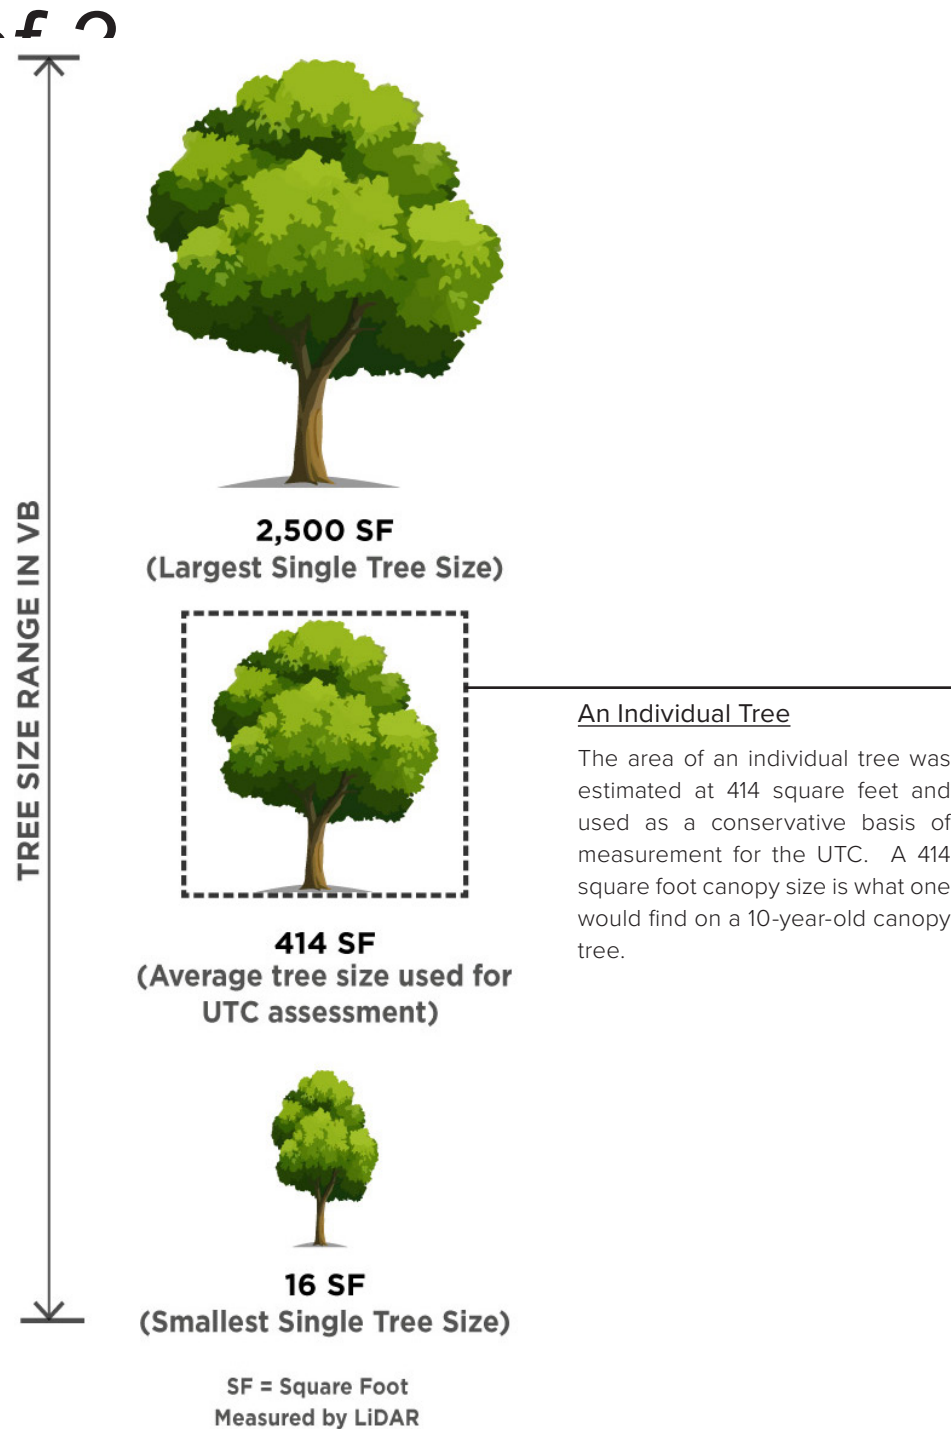 TREE SIZE RANGE IN VB
2,500 SF
(Largest Single Tree Size)
An Individual Tree
The area of an individual tree was
estimated at 414 square feet and
used as a conservative basis of
measurement for the UTC. A 414
square foot canopy size is what one
would find on a 10-year-old canopy
tree.
414 SF
(Average tree size used for
UTC assessment)
16 SF
(Smallest Single Tree Size)
SF = Square Foot
Measured by LiDAR